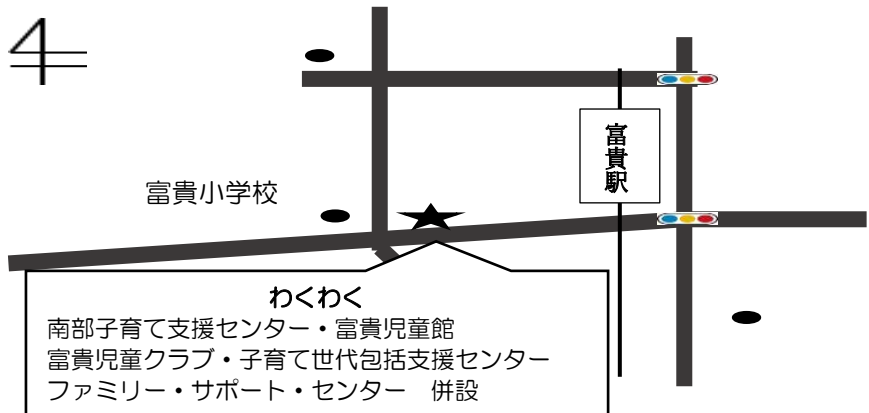 富貴駅
富貴小学校
わくわく
南部子育て支援センター・富貴児童館
富貴児童クラブ・子育て世代包括支援センター
ファミリー・サポート・センター　併設